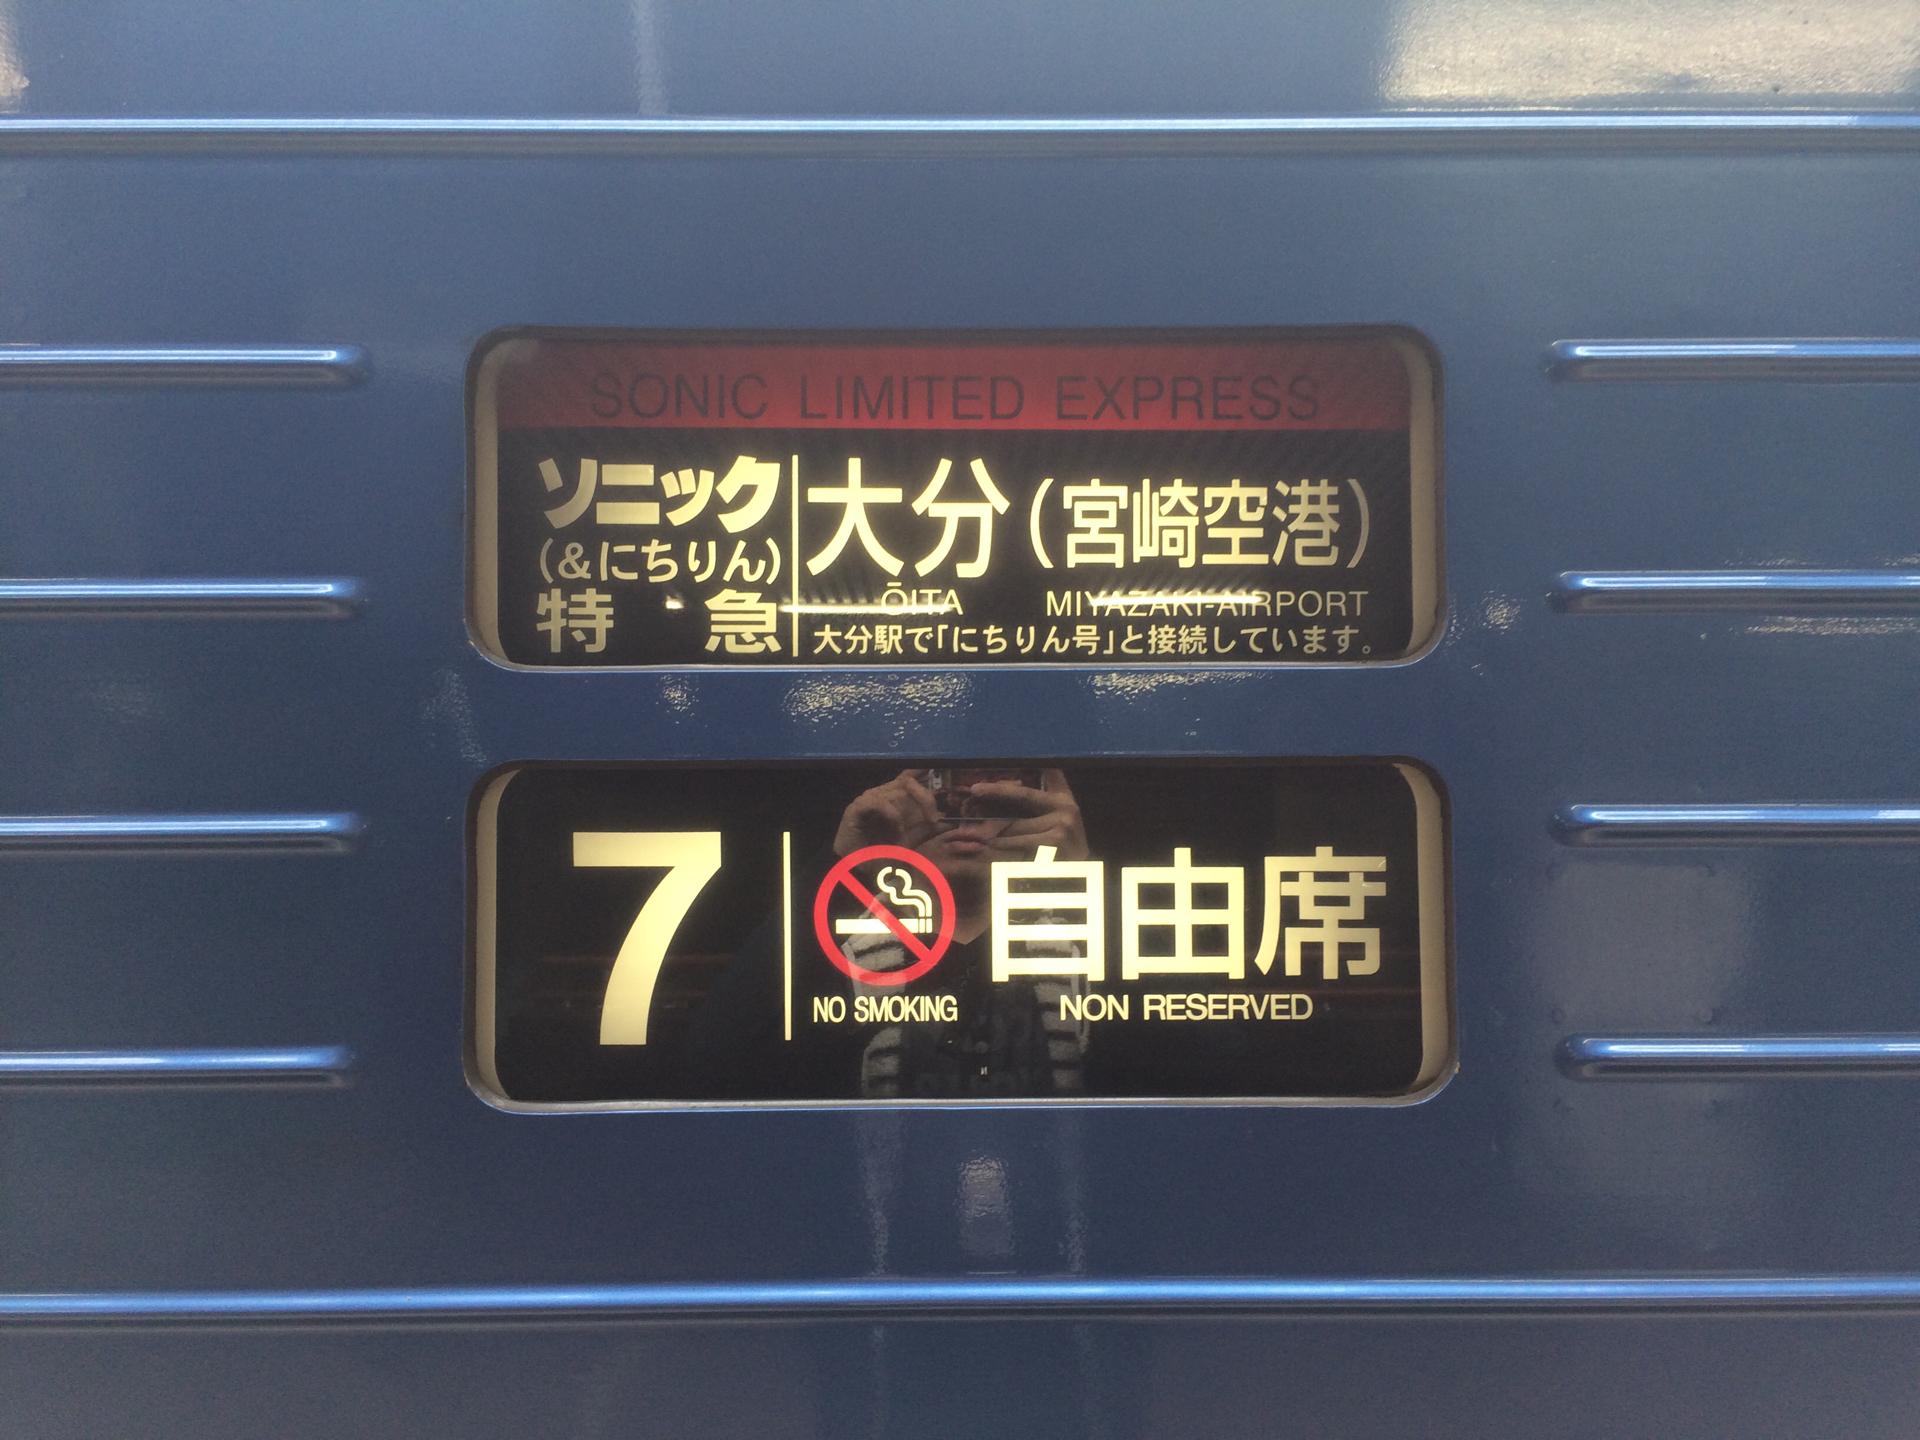 SONIC LIMITED EXPRESS
ソニック
(&にちりん)
特 急
大分(宮崎空港)
ŌITA MIYAZAKI-AIRPORT
大分駅で「にちりん号」と接続しています。
7
自由席
NO SMOKING NON RESERVED